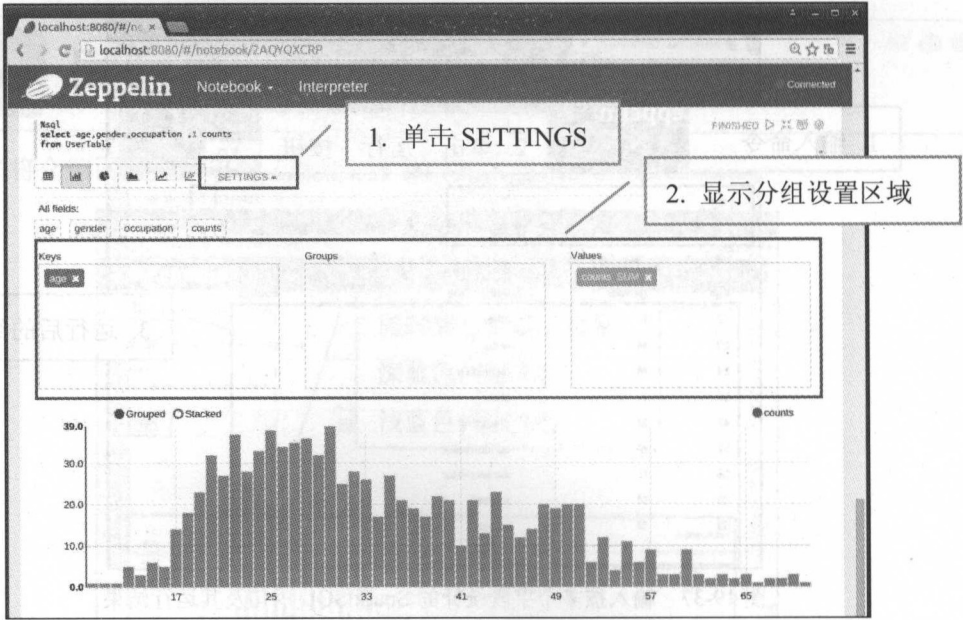 localhost:8080/#/no
localhost:8080/#/notebook/2AQYQXCRP
Zeppelin
Notebook
Interpreter
Connected
%sql
select age,gender,occupation ,1 counts
from UserTable
FINISHED
1. 单击 SETTINGS
SETTINGS
2. 显示分组设置区域
All fields:
age gender occupation counts
Keys Groups Values
age counts SUM
Grouped Stacked counts
39.0
30.0
20.0
10.0
0.0
17 25 33 41 49 57 65